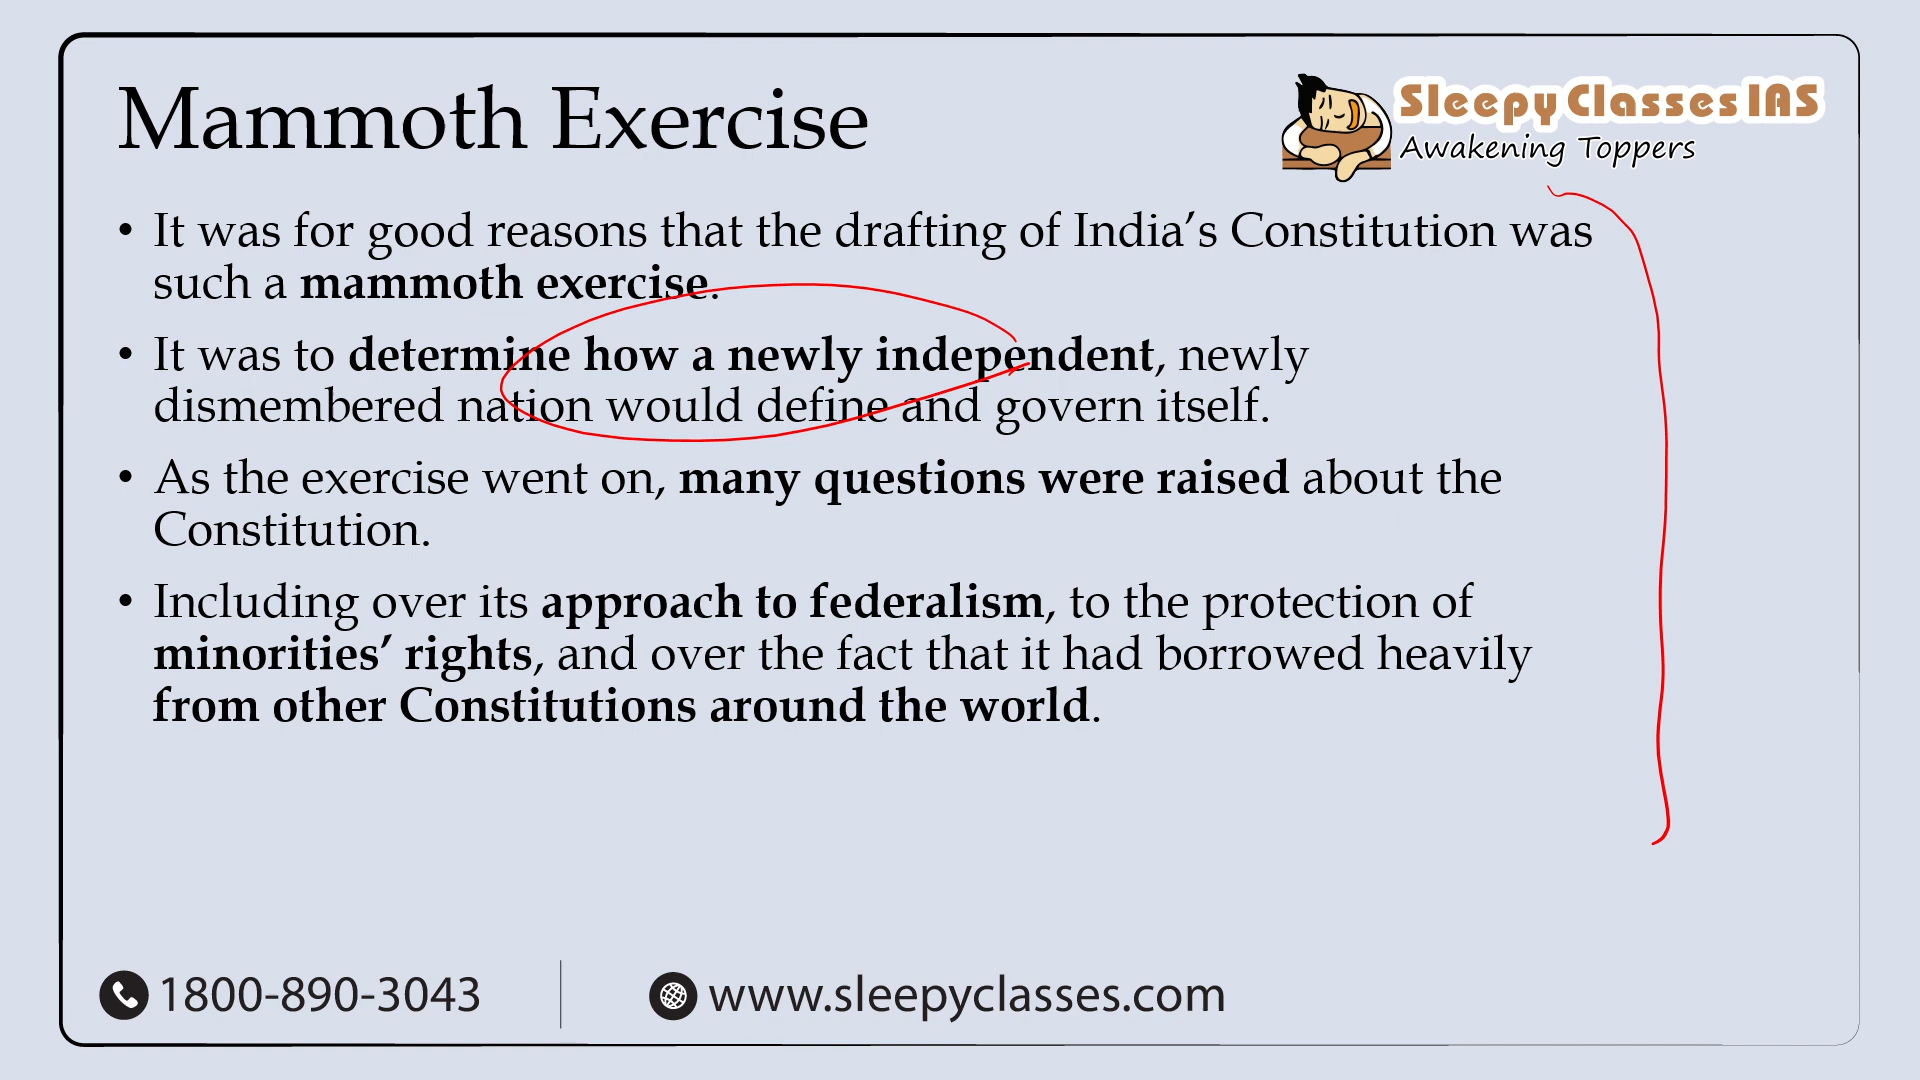 Mammoth Exercise
Sleepy Classes IAS
Awakening Toppers
• It was for good reasons that the drafting of India’s Constitution was
such a mammoth exercise.
• It was to determine how a newly independent, newly
dismembered nation would define and govern itself.
• As the exercise went on, many questions were raised about the
Constitution.
• Including over its approach to federalism, to the protection of
minorities’ rights, and over the fact that it had borrowed heavily
from other Constitutions around the world.
1800-890-3043
www.sleepyclasses.com